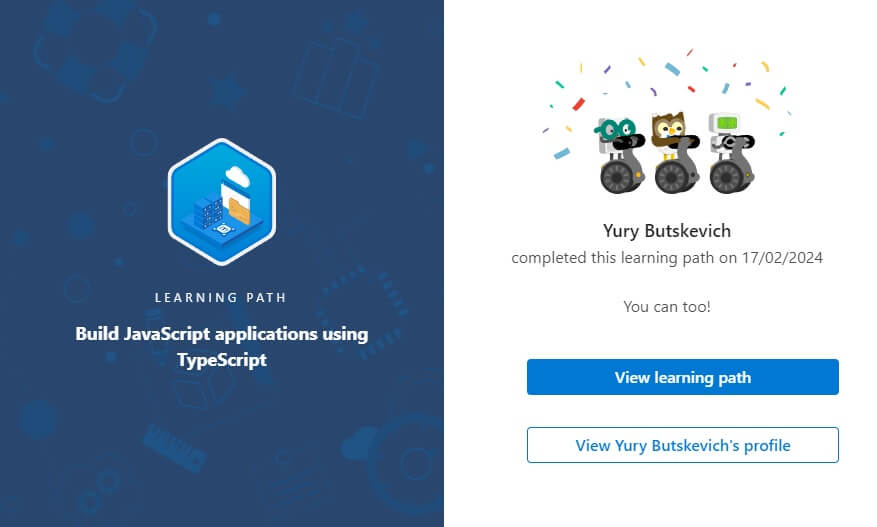 LEARNING PATH
Build JavaScript applications using
TypeScript
Yury Butskevich
completed this learning path on 17/02/2024
You can too!
View learning path
View Yury Butskevich's profile